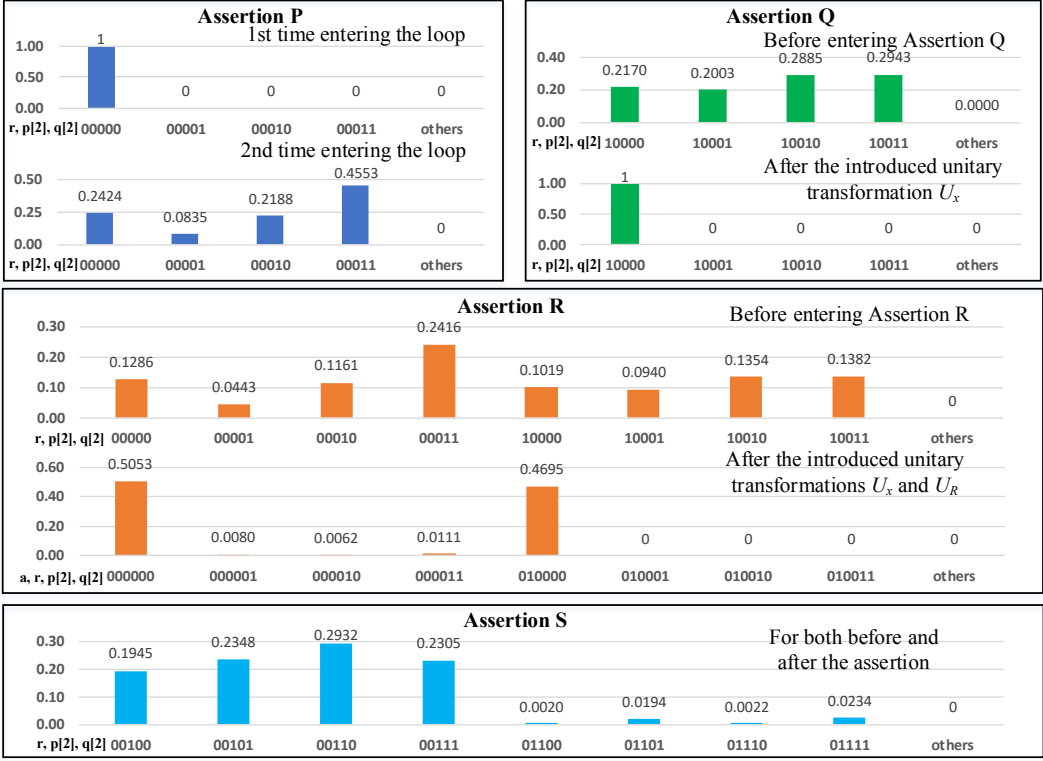 Assertion P
1st time entering the loop
1
1.00
0.50
0 0 0 0
0.00
r, p[2], q[2] 00000 00001 00010 00011 others
2nd time entering the loop
0.4553
0.50
0.2424 0.2188
0.25
0.0835
0
0.00
r, p[2], q[2] 00000 00001 00010 00011 others
Assertion Q
Before entering Assertion Q
0.40
0.2170 0.2003 0.2885 0.2943
0.20
0.0000
0.00
r, p[2], q[2] 10000 10001 10010 10011 others
After the introduced unitary
transformation Ux
1
1.00
0.50
0 0 0 0
0.00
r, p[2], q[2] 10000 10001 10010 10011 others
Assertion R
Before entering Assertion R
0.30
0.2416
0.20
0.1286 0.1161 0.1354 0.1382
0.1019 0.0940
0.10
0.0443
0
0.00
r, p[2], q[2] 00000 00001 00010 00011 10000 10001 10010 10011 others
After the introduced unitary
transformations Ux and UR
0.60
0.5053 0.4695
0.40
0.20
0.0080 0.0062 0.0111 0 0 0 0
0.00
a, r, p[2], q[2] 000000 000001 000010 000011 010000 010001 010010 010011 others
Assertion S
For both before and
after the assertion
0.30
0.1945 0.2348 0.2932 0.2305
0.20
0.10
0.0020 0.0194 0.0022 0.0234 0
0.00
r, p[2], q[2] 00100 00101 00110 00111 01100 01101 01110 01111 others